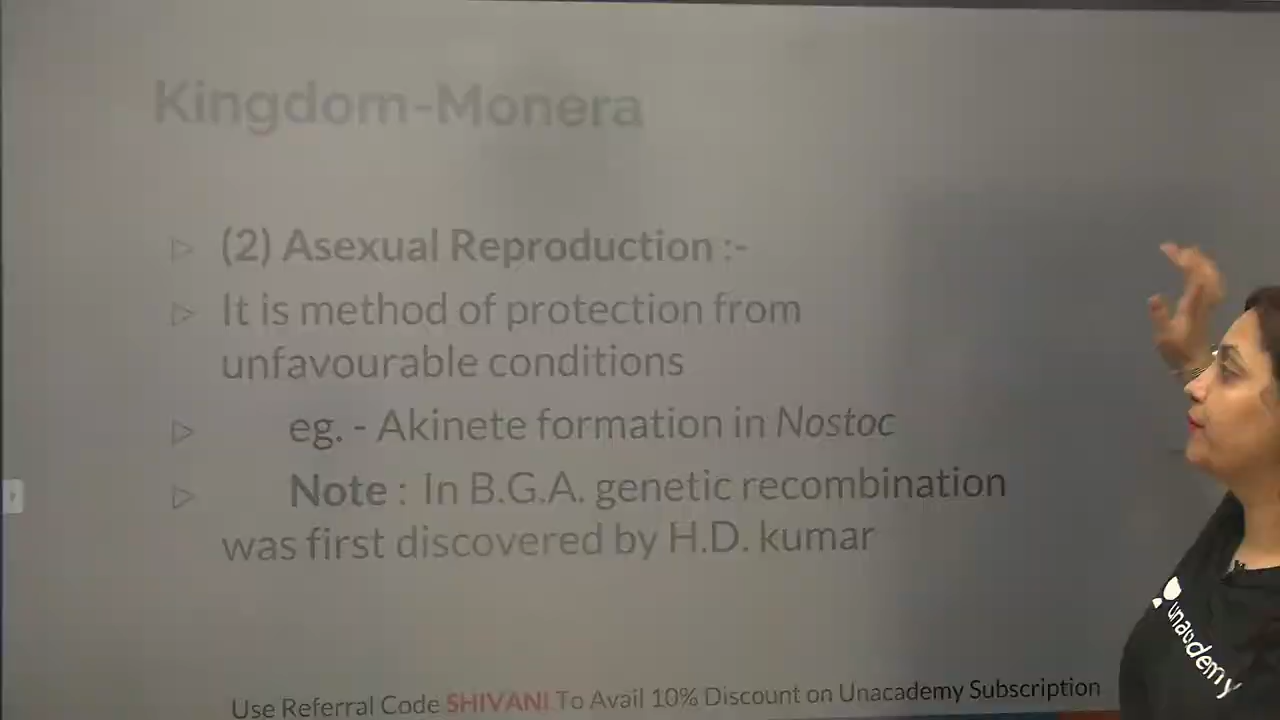 Kingdom-Monera
(2) Asexual Reproduction :-
It is method of protection from
unfavourable conditions
eg. - Akinete formation in Nostoc
Note : In B.G.A. genetic recombination
was first discovered by H.D. kumar
Use Referral Code SHIVANI To Avail 10% Discount on Unacademy Subscription
unacademy